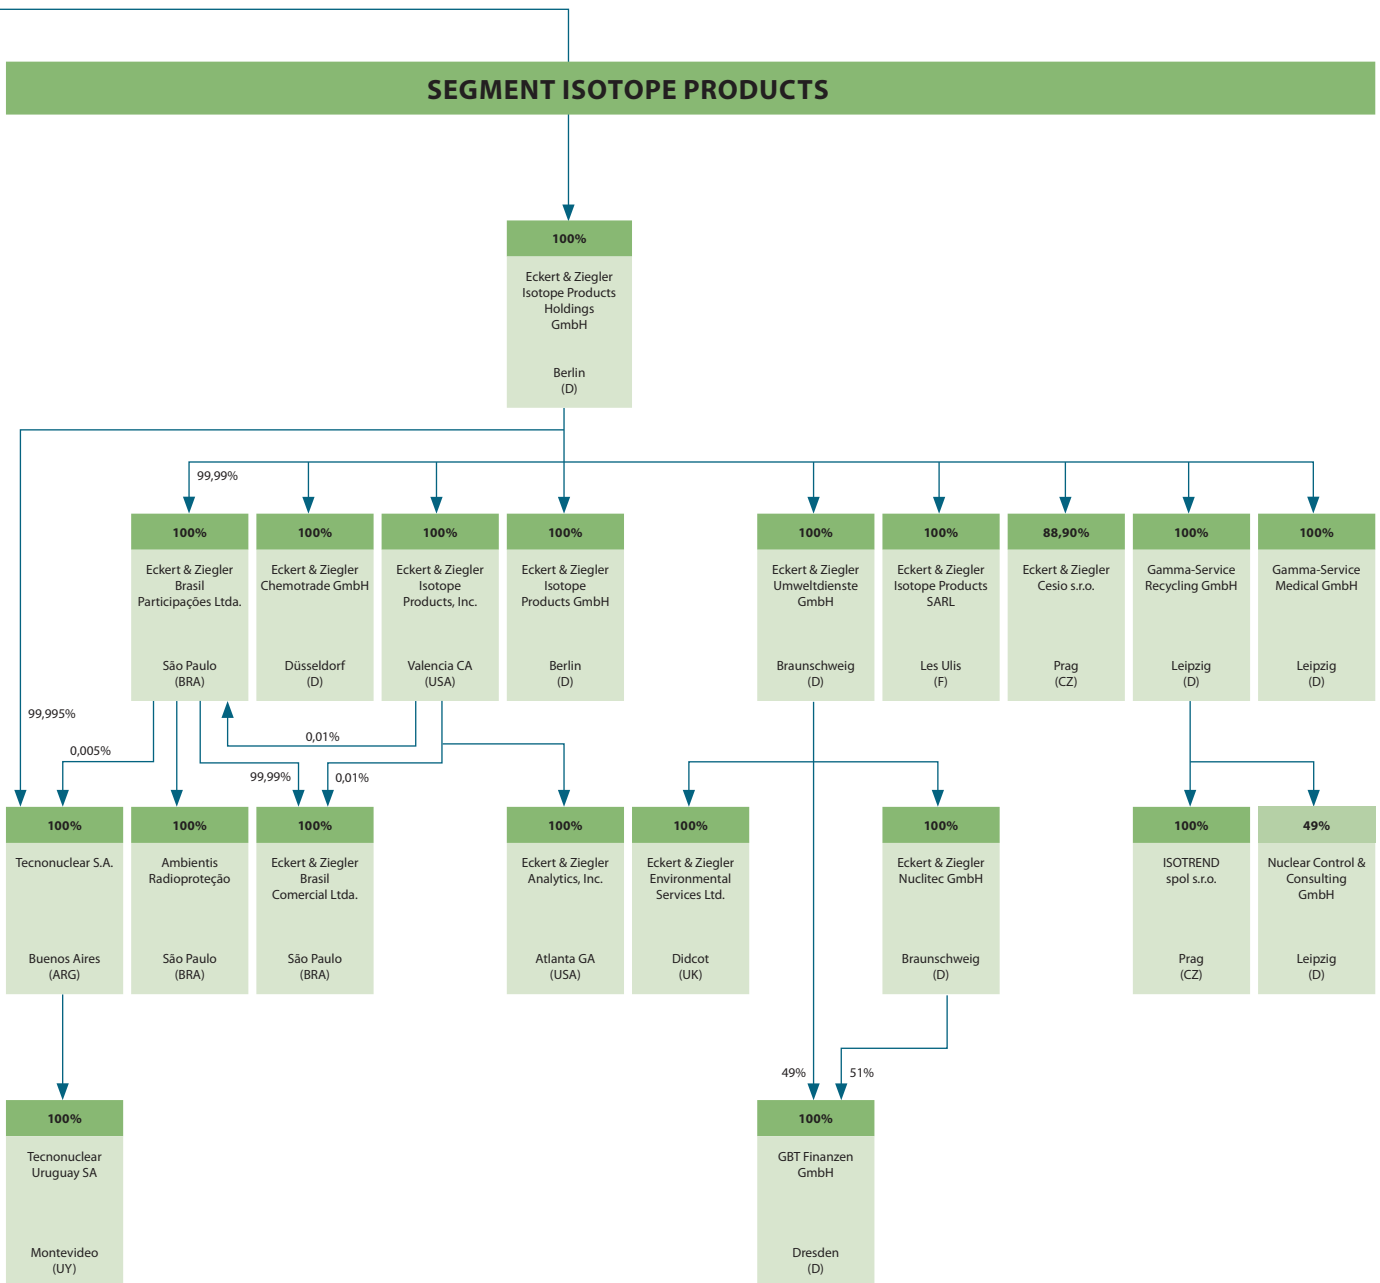 SEGMENT ISOTOPE PRODUCTS
100%
Eckert & Ziegler
Isotope Products
Holdings
GmbH
Berlin
(D)
99,99%
100%
Eckert & Ziegler
Brasil
Participações Ltda.
São Paulo
(BRA)
100%
Eckert & Ziegler
Chemotrade GmbH
Düsseldorf
(D)
100%
Eckert & Ziegler
Isotope
Products, Inc.
Valencia CA
(USA)
100%
Eckert & Ziegler
Isotope
Products GmbH
Berlin
(D)
100%
Eckert & Ziegler
Umweltdienste
GmbH
Braunschweig
(D)
100%
Eckert & Ziegler
Isotope Products
SARL
Les Ulis
(F)
88,90%
Eckert & Ziegler
Cesio s.r.o.
Prag
(CZ)
100%
Gamma-Service
Recycling GmbH
Leipzig
(D)
100%
Gamma-Service
Medical GmbH
Leipzig
(D)
99,995%
0,005%
0,01%
99,99%
0,01%
100%
Tecnonuclear S.A.
Buenos Aires
(ARG)
100%
Ambientis
Radioproteção
São Paulo
(BRA)
100%
Eckert & Ziegler
Brasil
Comercial Ltda.
São Paulo
(BRA)
100%
Eckert & Ziegler
Analytics, Inc.
Atlanta GA
(USA)
100%
Eckert & Ziegler
Environmental
Services Ltd.
Didcot
(UK)
100%
Eckert & Ziegler
Nuclitec GmbH
Braunschweig
(D)
100%
ISOTREND
spol s.r.o.
Prag
(CZ)
49%
Nuclear Control &
Consulting
GmbH
Leipzig
(D)
49%
51%
100%
Tecnonuclear
Uruguay SA
Montevideo
(UY)
100%
GBT Finanzen
GmbH
Dresden
(D)